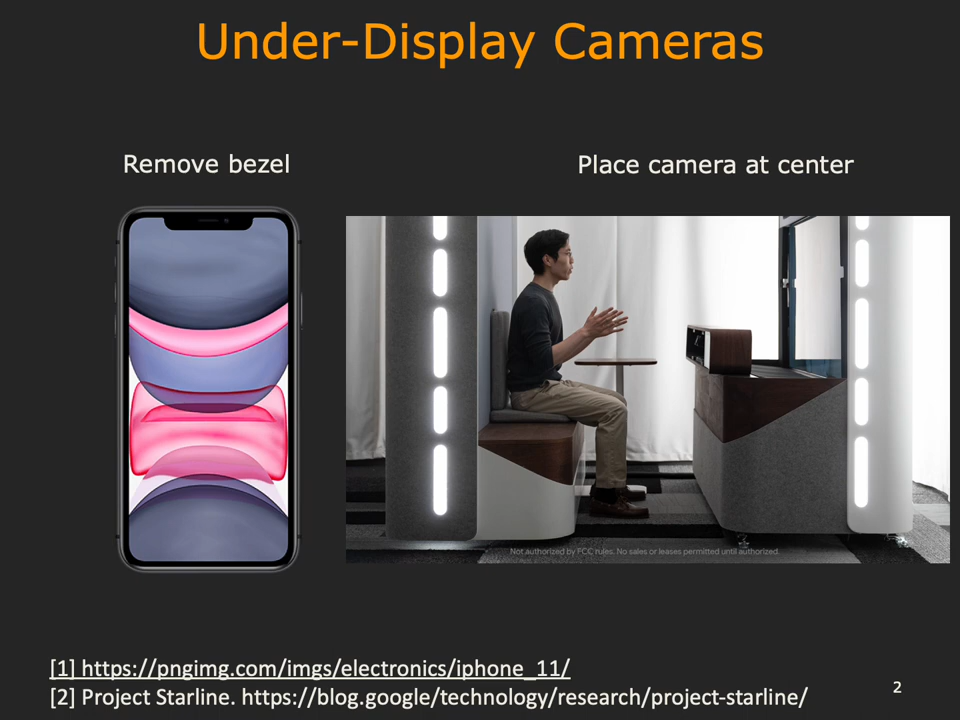 Under-Display Cameras
Remove bezel
Place camera at center
Not authorized by FCC rules. No sales or leases permitted until authorized.
[1] https://pngimg.com/imgs/electronics/iphone_11/
[2] Project Starline. https://blog.google/technology/research/project-starline/
2